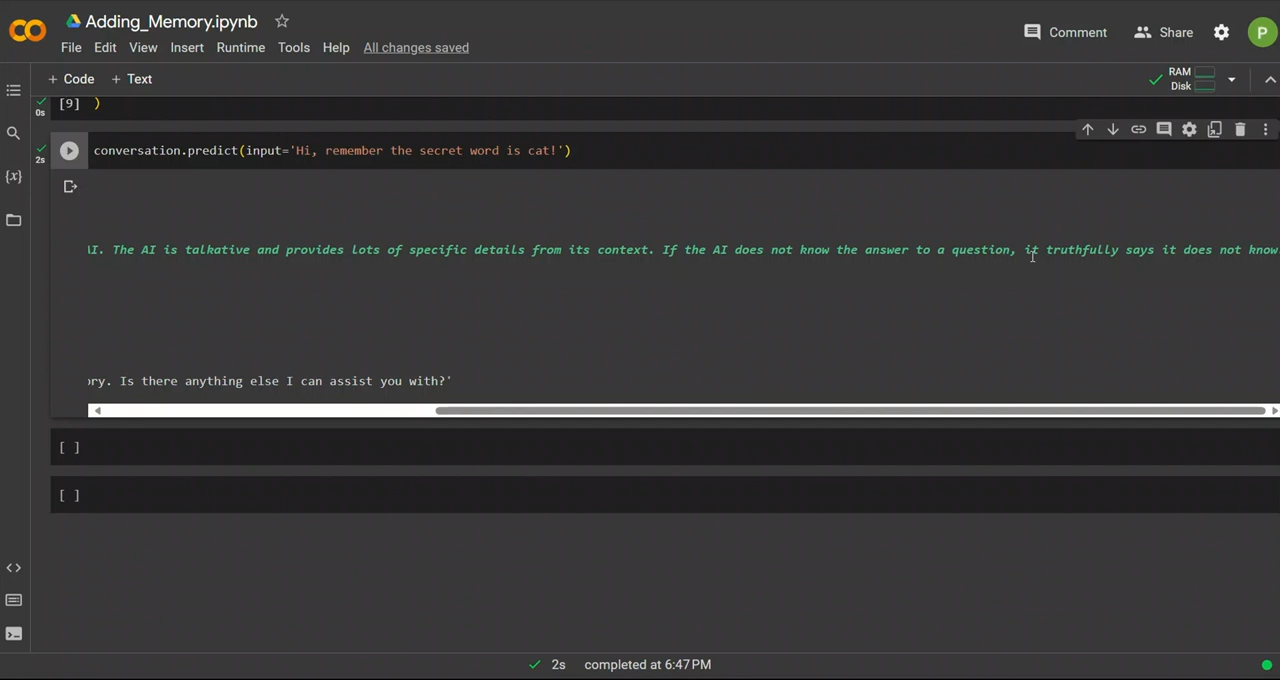 Adding_Memory.ipynb
Comment
Share
P
File Edit View Insert Runtime Tools Help All changes saved
+ Code + Text
RAM
Disk
0s
[9] )
2s
conversation.predict(input='Hi, remember the secret word is cat!')
AI. The AI is talkative and provides lots of specific details from its context. If the AI does not know the answer to a question, it truthfully says it does not know
. Is there anything else I can assist you with?'
[ ]
[ ]
{x}
2s completed at 6:47 PM